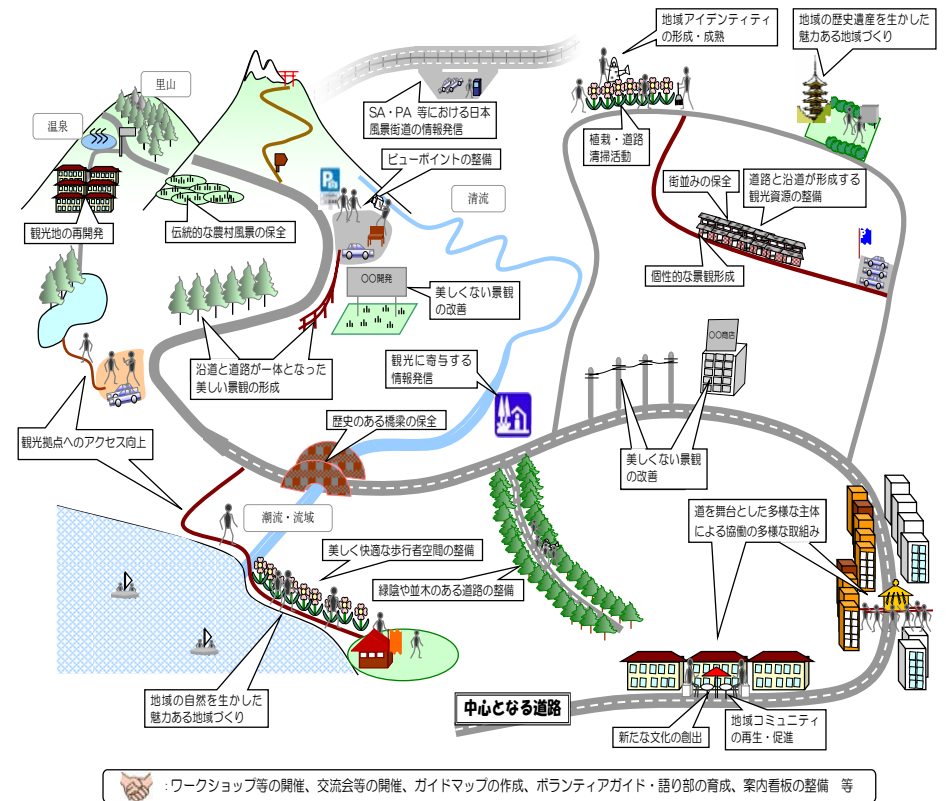 地域アイデンティティ
の形成・成熟
地域の歴史遺産を生かした
魅力ある地域づくり
里山
温泉
SA・PA 等における日本
風景街道の情報発信
ビューポイントの整備
植栽・道路
清掃活動
清流
街並みの保全
道路と沿道が形成する
観光資源の整備
観光地の再開発
伝統的な農村風景の保全
個性的な景観形成
〇〇開発
美しくない景観
の改善
〇〇商店
沿道と道路が一体となった
美しい景観の形成
観光に寄与する
情報発信
歴史のある橋梁の保全
観光拠点へのアクセス向上
美しくない景観
の改善
潮流・流域
道を舞台とした多様な主体
による協働の多様な取組み
美しく快適な歩行者空間の整備
緑陰や並木のある道路の整備
地域の自然を生かした
魅力ある地域づくり
中心となる道路
新たな文化の創出
地域コミュニティ
の再生・促進
：ワークショップ等の開催、交流会等の開催、ガイドマップの作成、ボランティアガイド・語り部の育成、案内看板の整備　等